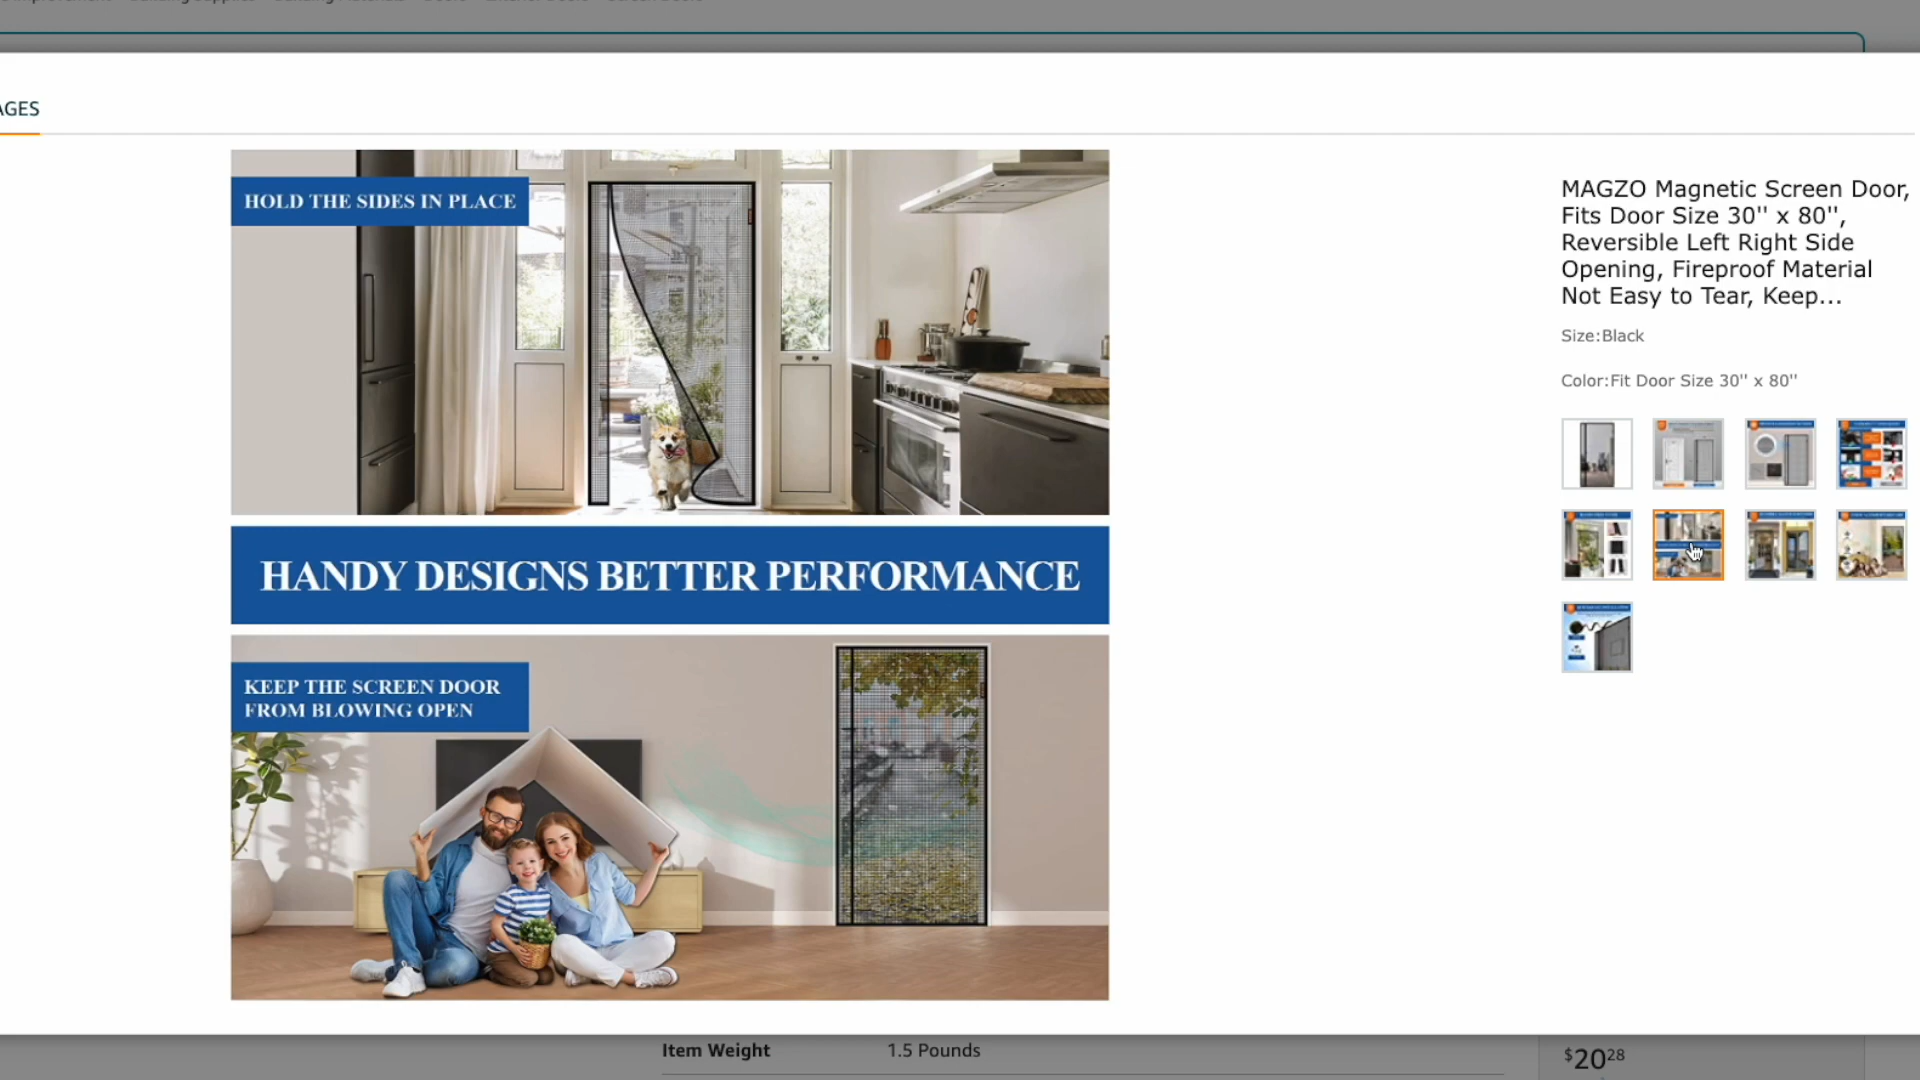 AGES
HOLD THE SIDES IN PLACE
HANDY DESIGNS BETTER PERFORMANCE
KEEP THE SCREEN DOOR
FROM BLOWING OPEN
MAGZO Magnetic Screen Door,
Fits Door Size 30'' x 80'',
Reversible Left Right Side
Opening, Fireproof Material
Not Easy to Tear, Keep...
Size:Black
Color:Fit Door Size 30'' x 80''
Item Weight 1.5 Pounds
$2028